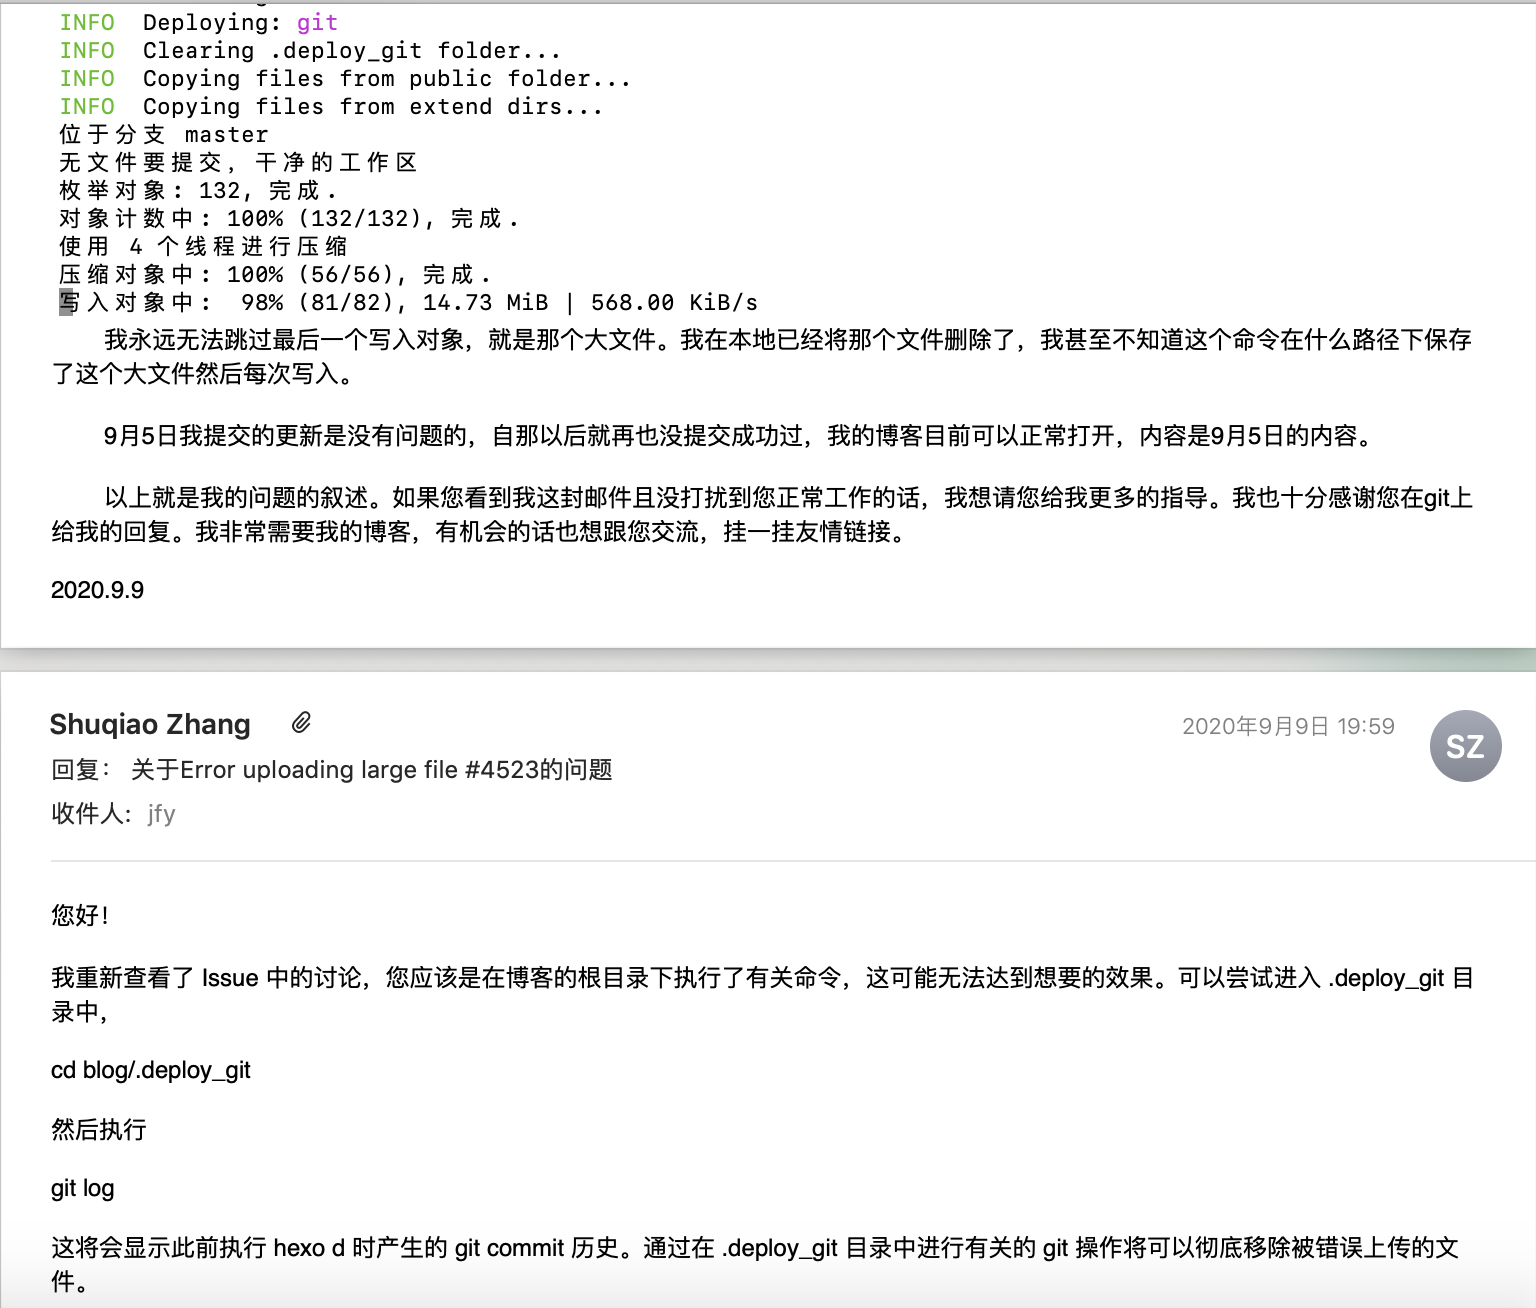 INFO  Deploying: git
INFO  Clearing .deploy_git folder...
INFO  Copying files from public folder...
INFO  Copying files from extend dirs...
位于分支 master
无文件要提交，干净的工作区
枚举对象: 132, 完成.
对象计数中: 100% (132/132), 完成.
使用 4 个线程进行压缩
压缩对象中: 100% (56/56), 完成.
写入对象中:  98% (81/82), 14.73 MiB | 568.00 KiB/s
我永远无法跳过最后一个写入对象，就是那个大文件。我在本地已经将那个文件删除了，我甚至不知道这个命令在什么路径下保存
了这个大文件然后每次写入。
9月5日我提交的更新是没有问题的，自那以后就再也没提交成功过，我的博客目前可以正常打开，内容是9月5日的内容。
以上就是我的问题的叙述。如果您看到我这封邮件且没打扰到您正常工作的话，我想请您给我更多的指导。我也十分感谢您在git上
给我的回复。我非常需要我的博客，有机会的话也想跟您交流，挂一挂友情链接。
2020.9.9
Shuqiao Zhang
2020年9月9日 19:59
SZ
回复： 关于Error uploading large file #4523的问题
收件人： jfy
您好！
我重新查看了 Issue 中的讨论，您应该是在博客的根目录下执行了有关命令，这可能无法达到想要的效果。可以尝试进入 .deploy_git 目
录中，
cd blog/.deploy_git
然后执行
git log
这将会显示此前执行 hexo d 时产生的 git commit 历史。通过在 .deploy_git 目录中进行有关的 git 操作将可以彻底移除被错误上传的文
件。